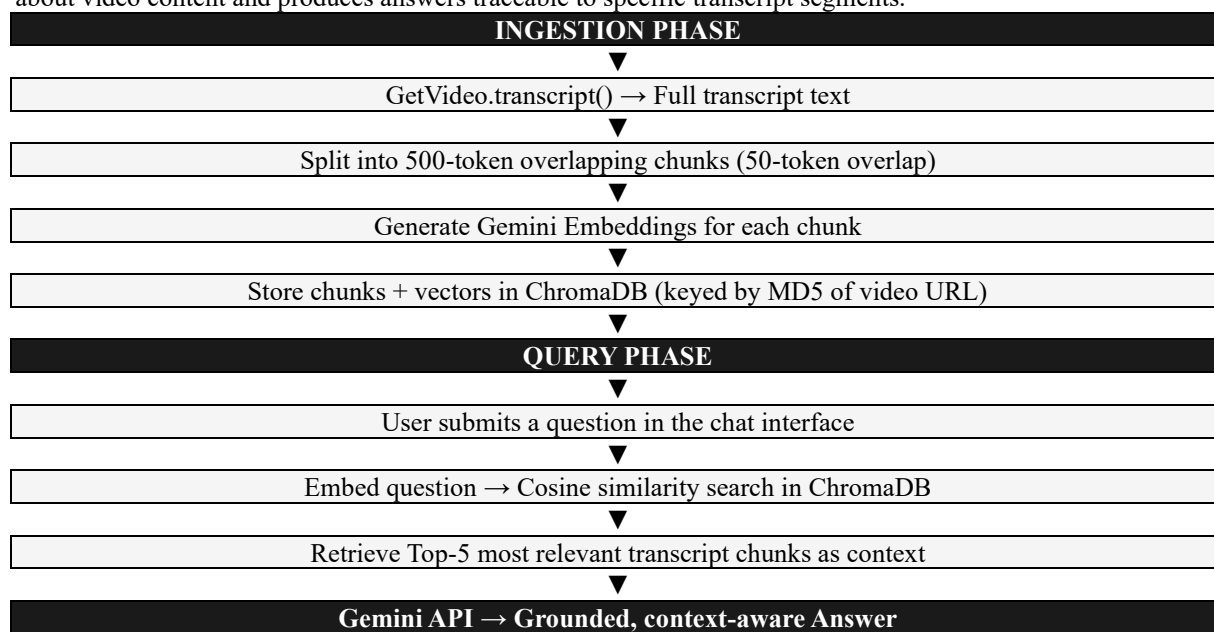 about video content and produces answers traceable to specific transcript segments.
INGESTION PHASE
▼
GetVideo.transcript() → Full transcript text
▼
Split into 500-token overlapping chunks (50-token overlap)
▼
Generate Gemini Embeddings for each chunk
▼
Store chunks + vectors in ChromaDB (keyed by MD5 of video URL)
▼
QUERY PHASE
▼
User submits a question in the chat interface
▼
Embed question → Cosine similarity search in ChromaDB
▼
Retrieve Top-5 most relevant transcript chunks as context
▼
Gemini API → Grounded, context-aware Answer